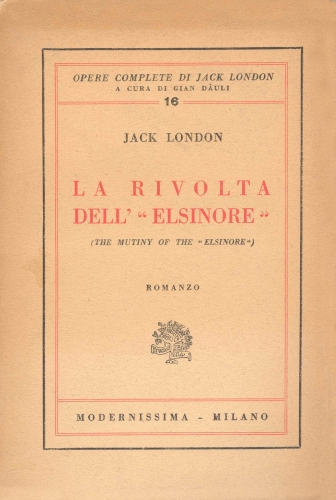 OPERE COMPLETE DI JACK LONDON
A CURA DI GIAN DÀULI
16
JACK LONDON
LA RIVOLTA
DELL' “ ELSINORE ”
(THE MUTINY OF THE “ELSINORE”)
ROMANZO
MODERNISSIMA - MILANO